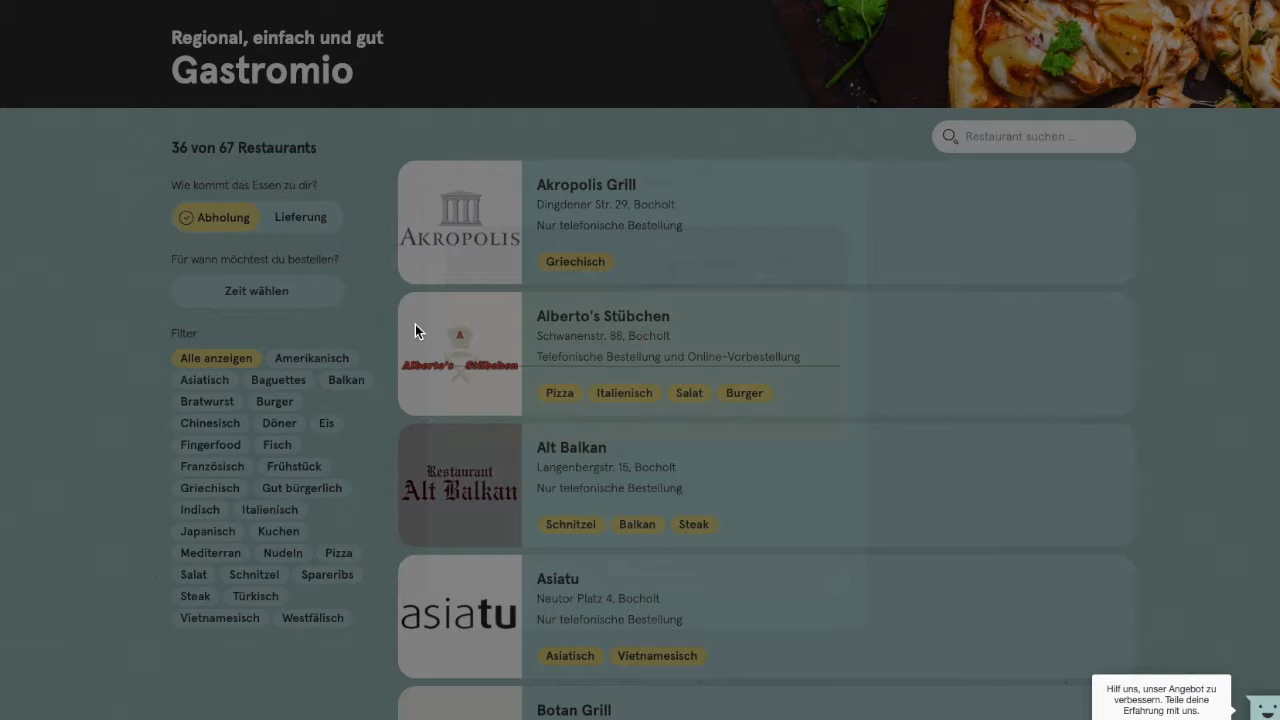 Regional, einfach und gut
Gastromio
36 von 67 Restaurants
Restaurant suchen ...
Wie kommt das Essen zu dir?
Abholung Lieferung
Für wann möchtest du bestellen?
Zeit wählen
Filter
Alle anzeigen Amerikanisch
Asiatisch Baguettes Balkan
Bratwurst Burger
Chinesisch Döner Eis
Fingerfood Fisch
Französisch Frühstück
Griechisch Gut bürgerlich
Indisch Italienisch
Japanisch Kuchen
Mediterran Nudeln Pizza
Salat Schnitzel Spareribs
Steak Türkisch
Vietnamesisch Westfälisch
AKROPOLIS
Akropolis Grill
Dingdener Str. 29, Bocholt
Nur telefonische Bestellung
Griechisch
A
Alberto's Stübchen
Alberto's Stübchen
Schwanenstr. 88, Bocholt
Telefonische Bestellung und Online-Vorbestellung
Pizza Italienisch Salat Burger
Restaurant
Alt Balkan
Alt Balkan
Langenbergstr. 15, Bocholt
Nur telefonische Bestellung
Schnitzel Balkan Steak
asiatu
Asiatu
Neutor Platz 4, Bocholt
Nur telefonische Bestellung
Asiatisch Vietnamesisch
Botan Grill
Hilf uns, unser Angebot zu
verbessern. Teile deine
Erfahrung mit uns.